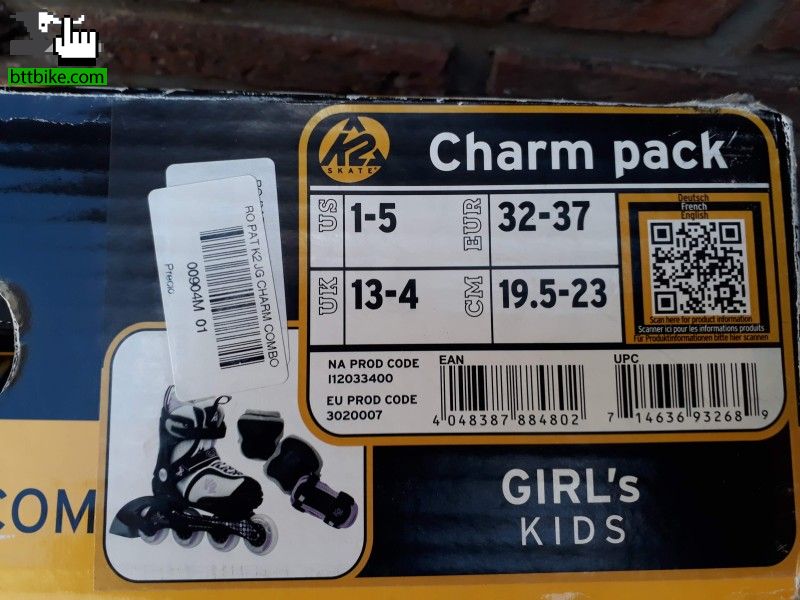 bttbike.com
K2
SKATE
Charm pack
US 1-5
EUR 32-37
UK 13-4
CM 19.5-23
Deutsch
French
English
Scan here for product information
Scanner ici pour les informations produits
Für Produktinformationen bitte hier scannen
NA PROD CODE
I12033400
EU PROD CODE
3020007
EAN
4 048387 884802
UPC
7 14636 93268 9
RO PAT K2 JG CHARM COMBO
00904M 01
Precio
COM
GIRL's
KIDS